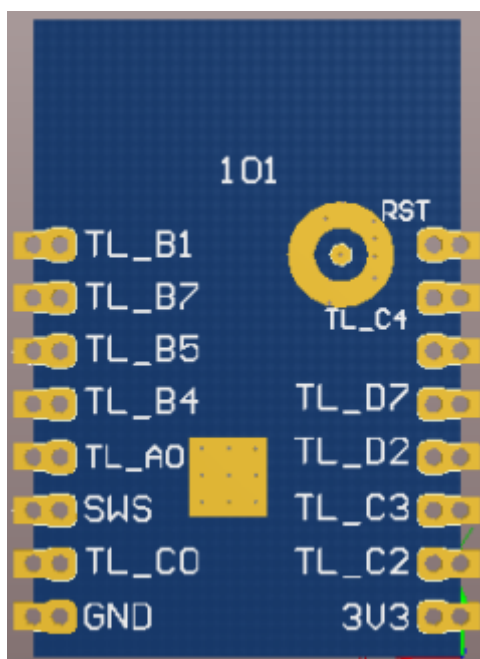 101
RST
TL_B1
TL_B7
TL_C4
TL_B5
TL_B4
TL_D7
TL_A0
TL_D2
SWS
TL_C3
TL_C0
TL_C2
GND
3V3